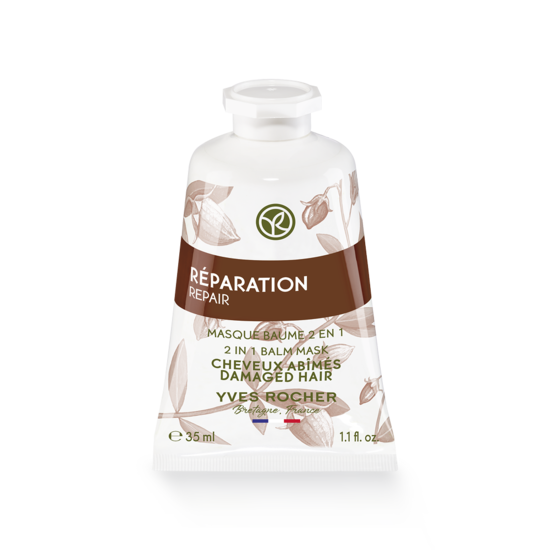 RÉPARATION
REPAIR
MASQUE BAUME 2 EN 1
2 IN 1 BALM MASK
CHEVEUX ABÎMÉS
DAMAGED HAIR
YVES ROCHER
Bretagne, France
℮ 35 ml 1.1 fl. oz.